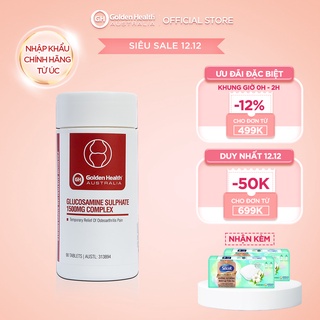 GH Golden Health®
AUSTRALIA
OFFICIAL STORE
SIÊU SALE 12.12
NHẬP KHẨU
CHÍNH HÃNG
TỪ ÚC
ƯU ĐÃI ĐẶC BIỆT
KHUNG GIỜ 0H - 2H
-12%
CHO ĐƠN TỪ
499K
DUY NHẤT 12.12
-50K
CHO ĐƠN TỪ
699K
NHẬN KÈM
GH Golden Health®
AUSTRALIA
GLUCOSAMINE SULPHATE
1500MG COMPLEX
Temporary Relief Of Osteoarthritis Pain